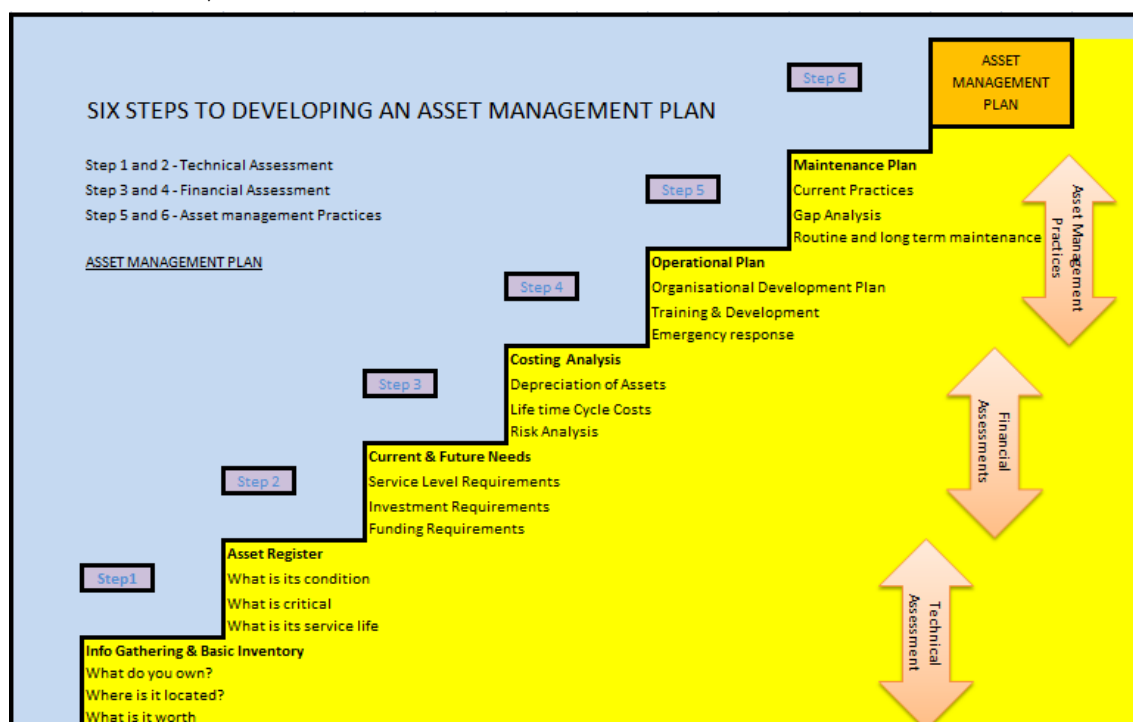 SIX STEPS TO DEVELOPING AN ASSET MANAGEMENT PLAN
Step 1 and 2 - Technical Assessment
Step 3 and 4 - Financial Assessment
Step 5 and 6 - Asset management Practices
ASSET MANAGEMENT PLAN
ASSET
MANAGEMENT
PLAN
Step 6
Maintenance Plan
Current Practices
Gap Analysis
Routine and long term maintenance
Step 5
Operational Plan
Organisational Development Plan
Training & Development
Emergency response
Step 4
Costing Analysis
Depreciation of Assets
Life time Cycle Costs
Risk Analysis
Step 3
Current & Future Needs
Service Level Requirements
Investment Requirements
Funding Requirements
Step 2
Asset Register
What is its condition
What is critical
What is its service life
Step1
Info Gathering & Basic Inventory
What do you own?
Where is it located?
What is it worth
Asset Management
Practices
Financial
Assessments
Technical
Assessment